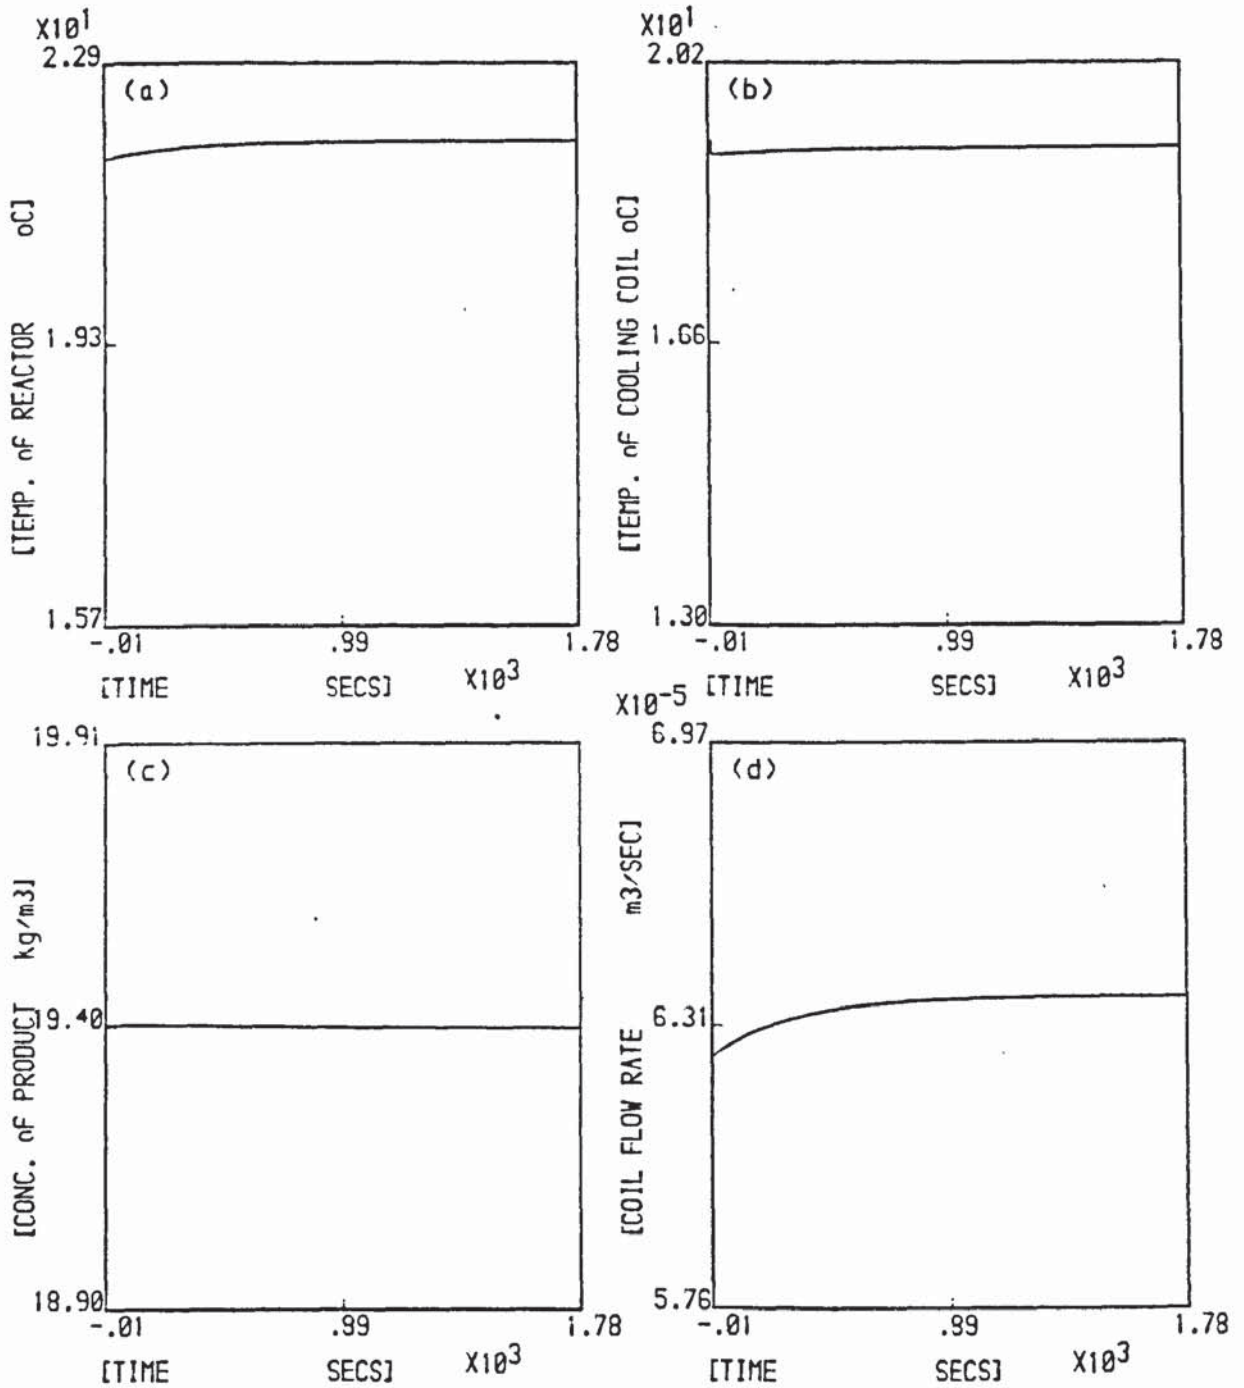 X10¹
2.29
(a)
1.93
1.57
-.01
.99
1.78
[TEMP. of REACTOR oC]
[TIME SECS] X10³
X10¹
2.02
(b)
1.66
1.30
-.01
.99
1.78
[TEMP. of COOLING COIL oC]
[TIME SECS] X10³
19.91
(c)
19.40
18.90
-.01
.99
1.78
[CONC. of PRODUCT kg/m3]
[TIME SECS] X10³
X10⁻⁵
6.97
(d)
6.31
5.76
-.01
.99
1.78
[COIL FLOW RATE m3/SEC]
[TIME SECS] X10³